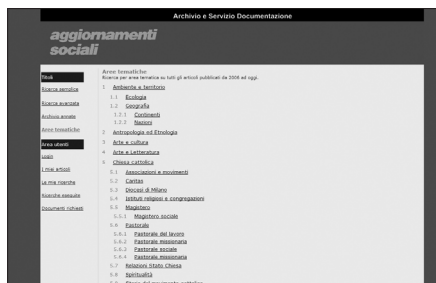 Archivio e Servizio Documentazione
aggiornamenti
sociali
Titoli
Ricerca semplice
Ricerca avanzata
Archivio annate
Aree tematiche
Area utenti
Login
I miei articoli
Le mie ricerche
Ricerche eseguite
Documenti richiesti
Aree tematiche
Ricerca per area tematica su tutti gli articoli pubblicati da 2006 ad oggi.
1 Ambiente e territorio
1.1 Ecologia
1.2 Geografia
1.2.1 Continenti
1.2.2 Nazioni
2 Antropologia ed Etnologia
3 Arte e cultura
4 Arte e Letteratura
5 Chiesa cattolica
5.1 Associazioni e movimenti
5.2 Caritas
5.3 Diocesi di Milano
5.4 Istituti religiosi e congregazioni
5.5 Magistero
5.5.1 Magistero sociale
5.6 Pastorale
5.6.1 Pastorale del lavoro
5.6.2 Pastorale missionaria
5.6.3 Pastorale sociale
5.6.4 Pastorale missionaria
5.7 Relazioni Stato Chiesa
5.8 Spiritualità